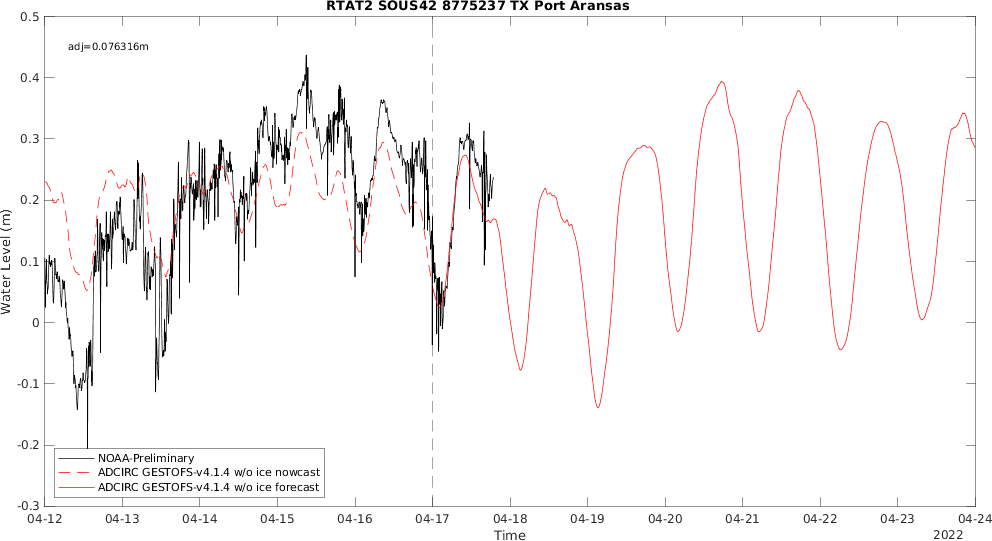 RTAT2 SOUS42 8775237 TX Port Aransas
0.5
adj=0.076316m
0.4
0.3
0.2
Water Level (m)
0.1
0
-0.1
-0.2
NOAA-Preliminary
ADCIRC GESTOFS-v4.1.4 w/o ice nowcast
ADCIRC GESTOFS-v4.1.4 w/o ice forecast
-0.3
04-12 04-13 04-14 04-15 04-16 04-17 04-18 04-19 04-20 04-21 04-22 04-23 04-24
Time
2022